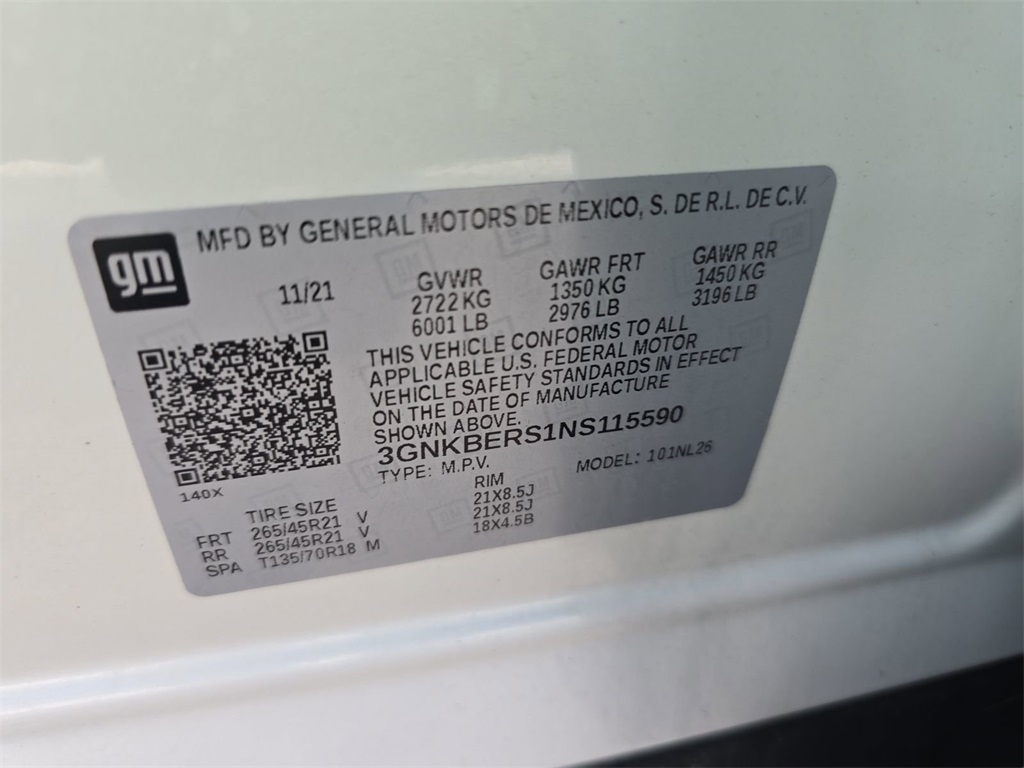 gm
MFD BY GENERAL MOTORS DE MEXICO, S. DE R.L. DE C.V.
11/21
GVWR
2722 KG
6001 LB
GAWR FRT
1350 KG
2976 LB
GAWR RR
1450 KG
3196 LB
THIS VEHICLE CONFORMS TO ALL
APPLICABLE U.S. FEDERAL MOTOR
VEHICLE SAFETY STANDARDS IN EFFECT
ON THE DATE OF MANUFACTURE
SHOWN ABOVE.
3GNKBERS1NS115590
TYPE: M.P.V. MODEL: 101NL26
140X
TIRE SIZE RIM
FRT 265/45R21 V 21X8.5J
RR 265/45R21 V 21X8.5J
SPA T135/70R18 M 18X4.5B